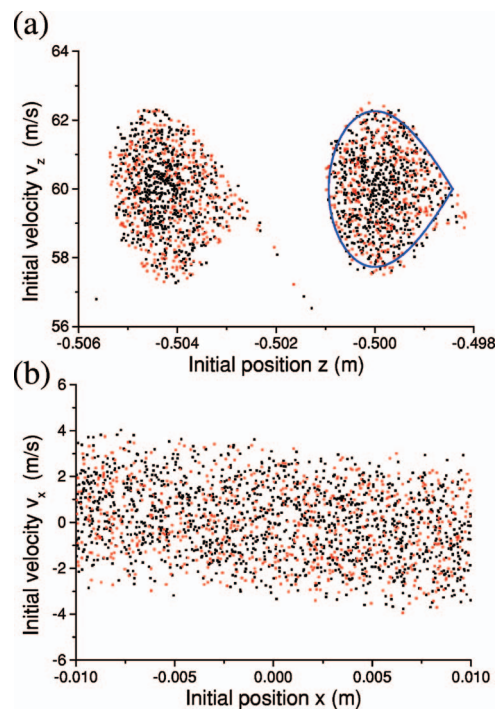 (a)
64
62
60
58
56
Initial velocity v_z (m/s)
-0.506 -0.504 -0.502 -0.500 -0.498
Initial position z (m)
(b)
6
4
2
0
-2
-4
-6
Initial velocity v_x (m/s)
-0.010 -0.005 0.000 0.005 0.010
Initial position x (m)